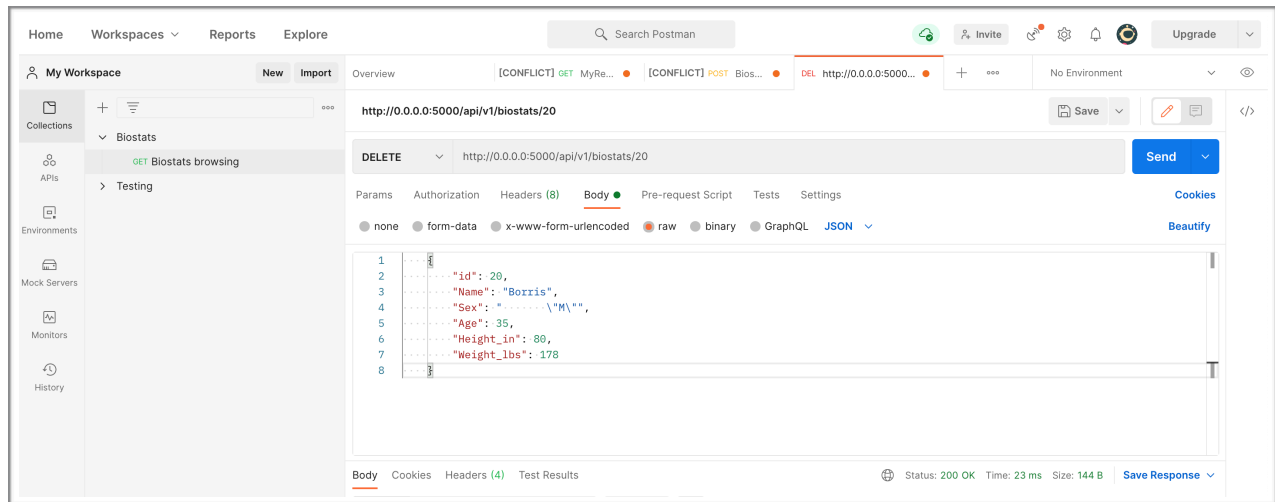 Home Workspaces Reports Explore Search Postman Invite Upgrade
My Workspace New Import Overview [CONFLICT] GET MyRe... [CONFLICT] POST Bios... DEL http://0.0.0.0:5000... + ooo No Environment
Collections + ooo http://0.0.0.0:5000/api/v1/biostats/20 Save </>
Biostats
GET Biostats browsing DELETE http://0.0.0.0:5000/api/v1/biostats/20 Send
APIs
Testing Params Authorization Headers (8) Body Pre-request Script Tests Settings Cookies
Environments none form-data x-www-form-urlencoded raw binary GraphQL JSON Beautify
1 {
2 "id": 20,
Mock Servers
3 "Name": "Borris",
4 "Sex": "       \"M\"",
5 "Age": 35,
Monitors
6 "Height_in": 80,
7 "Weight_lbs": 178
8 }
History
Body Cookies Headers (4) Test Results Status: 200 OK Time: 23 ms Size: 144 B Save Response